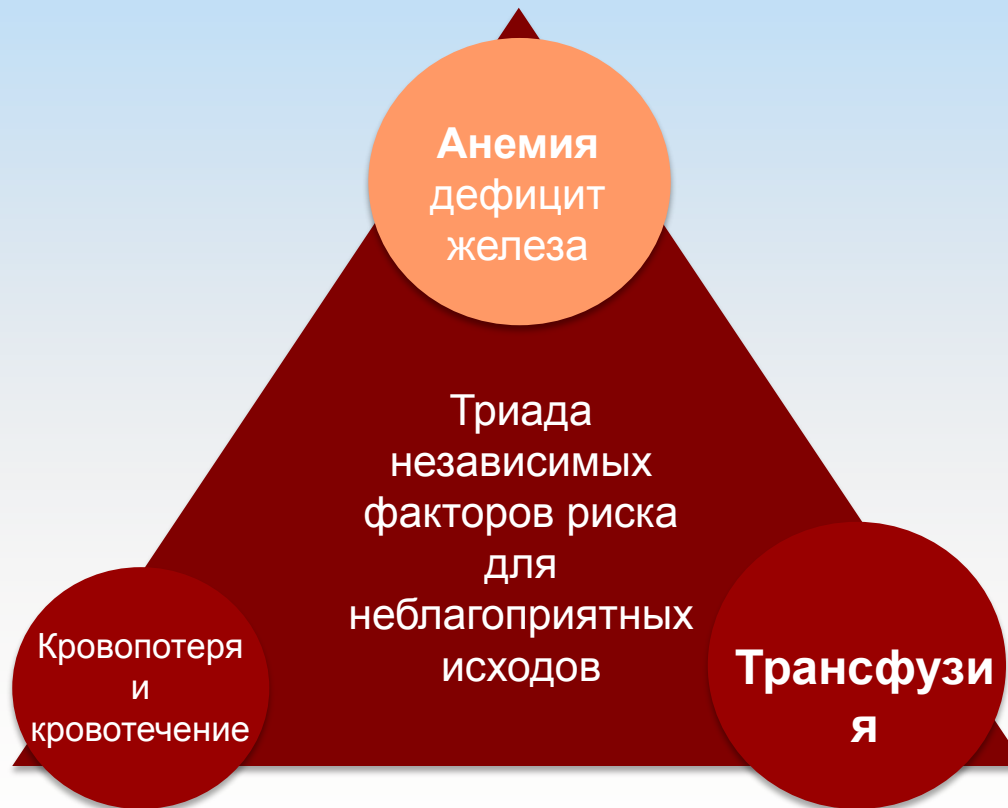 Анемия
дефицит
железа
Триада
независимых
факторов риска
для
неблагоприятных
исходов
Кровопотеря
и
кровотечение
Трансфузи
я